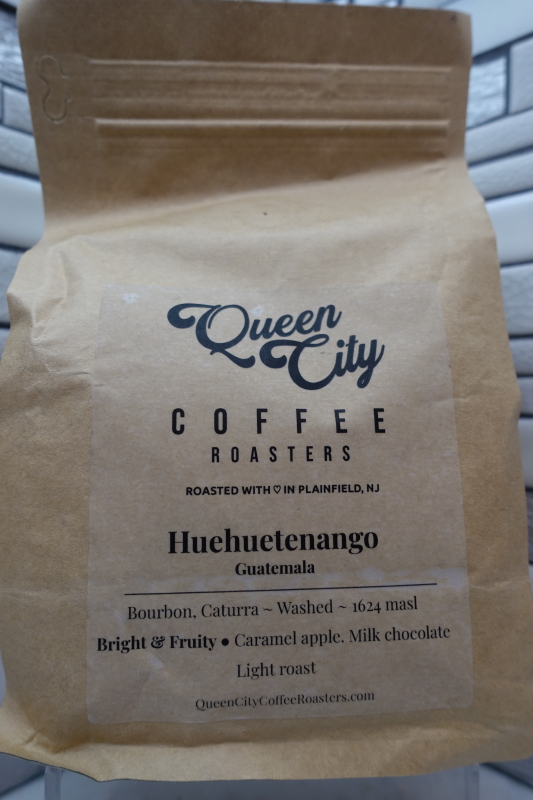 Queen
City
COFFEE
ROASTERS
ROASTED WITH ♡ IN PLAINFIELD, NJ
Huehuetenango
Guatemala
Bourbon, Caturra ~ Washed ~ 1624 masl
Bright & Fruity • Caramel apple. Milk chocolate
Light roast
QueenCityCoffeeRoasters.com